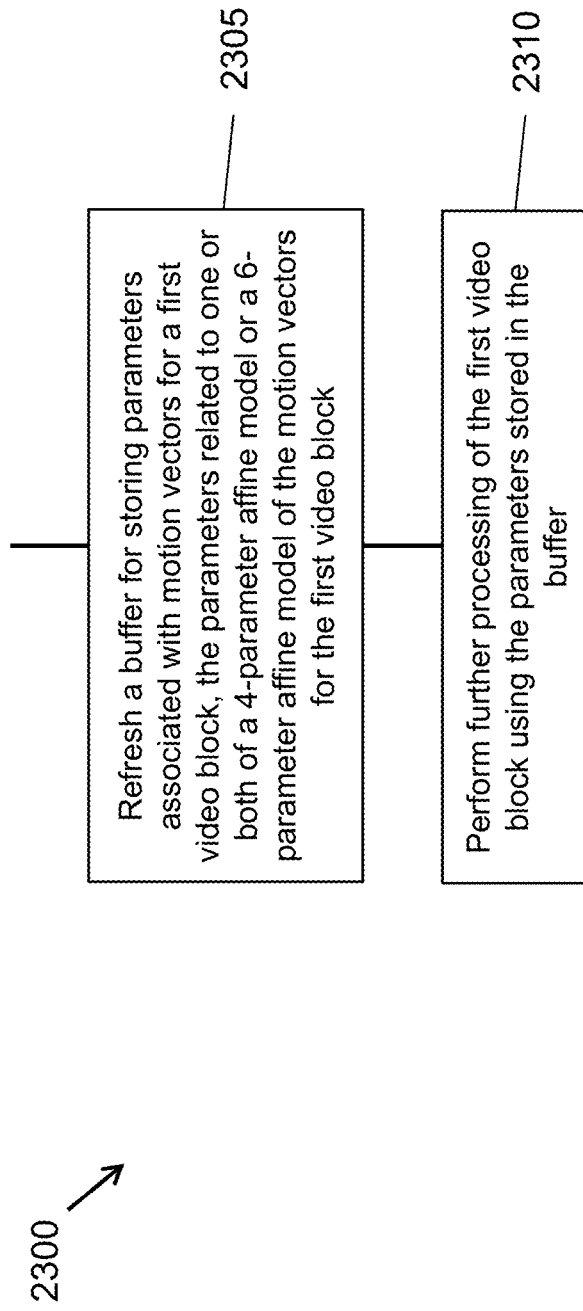 2300
Refresh a buffer for storing parameters
associated with motion vectors for a first
video block, the parameters related to one or
both of a 4-parameter affine model or a 6-
parameter affine model of the motion vectors
for the first video block
2305
Perform further processing of the first video
block using the parameters stored in the
buffer
2310